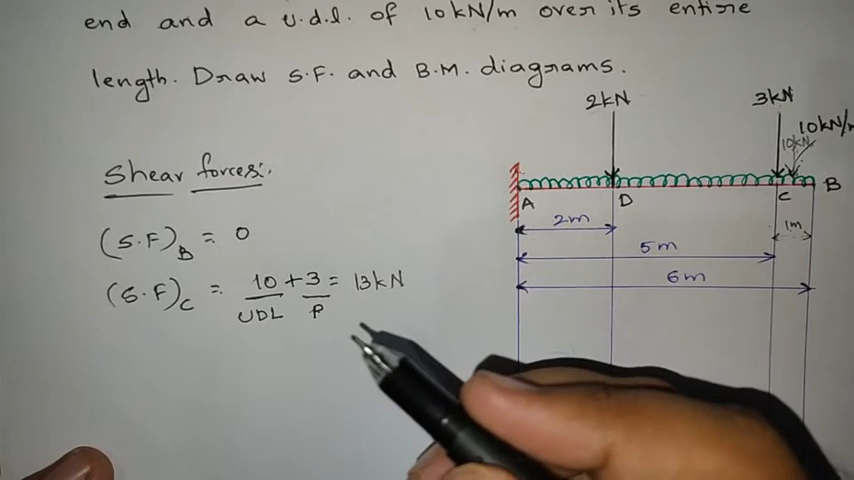 end and a U.d.l. of 10kN/m over its entire
length. Draw S.F. and B.M. diagrams.
2kN
3kN
10kN/m
10kN
Shear forces:
A
D
C
B
2m
1m
(S.F)B = 0
5m
(S.F)C = 10+3 = 13kN
6m
UDL P